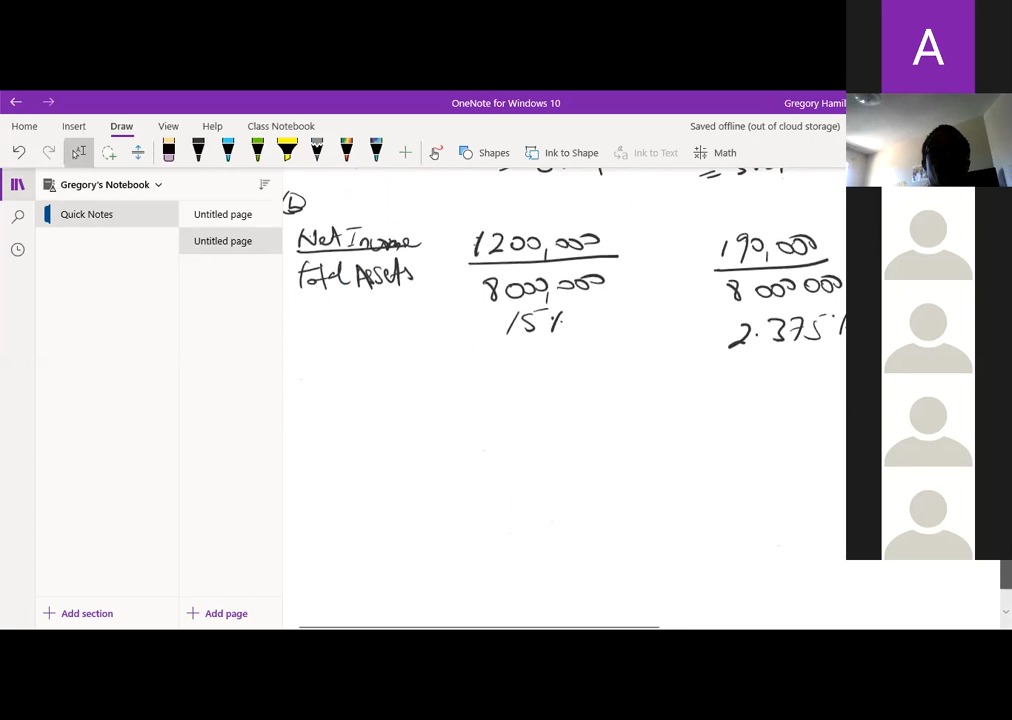 A
OneNote for Windows 10
Gregory Hamil
Home Insert Draw View Help Class Notebook
Saved offline (out of cloud storage)
Shapes Ink to Shape Ink to Text Math
Gregory's Notebook
Quick Notes
Untitled page
Untitled page
b
Net Income 1200,000 190,000
Total Assets 8000,000 8 000 000
15% 2.375%
Add section
Add page